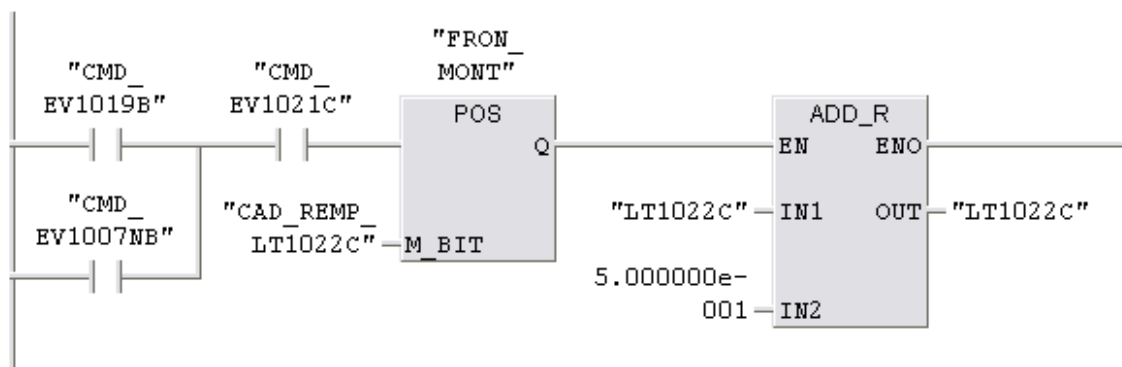 "FRON_
MONT"
"CMD_
EV1019B"
"CMD_
EV1021C"
POS
Q
ADD_R
EN ENO
"CMD_
EV1007NB"
"CAD_REMP_
LT1022C"
M_BIT
"LT1022C"
IN1 OUT
"LT1022C"
5.000000e-
001
IN2